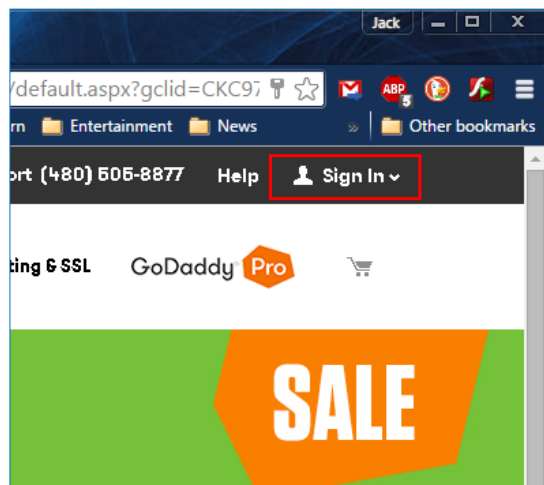 Jack
/default.aspx?gclid=CKC97
ABP 5
rn Entertainment News » Other bookmarks
ort (480) 505-8877 Help Sign In
ting & SSL GoDaddy Pro
SALE